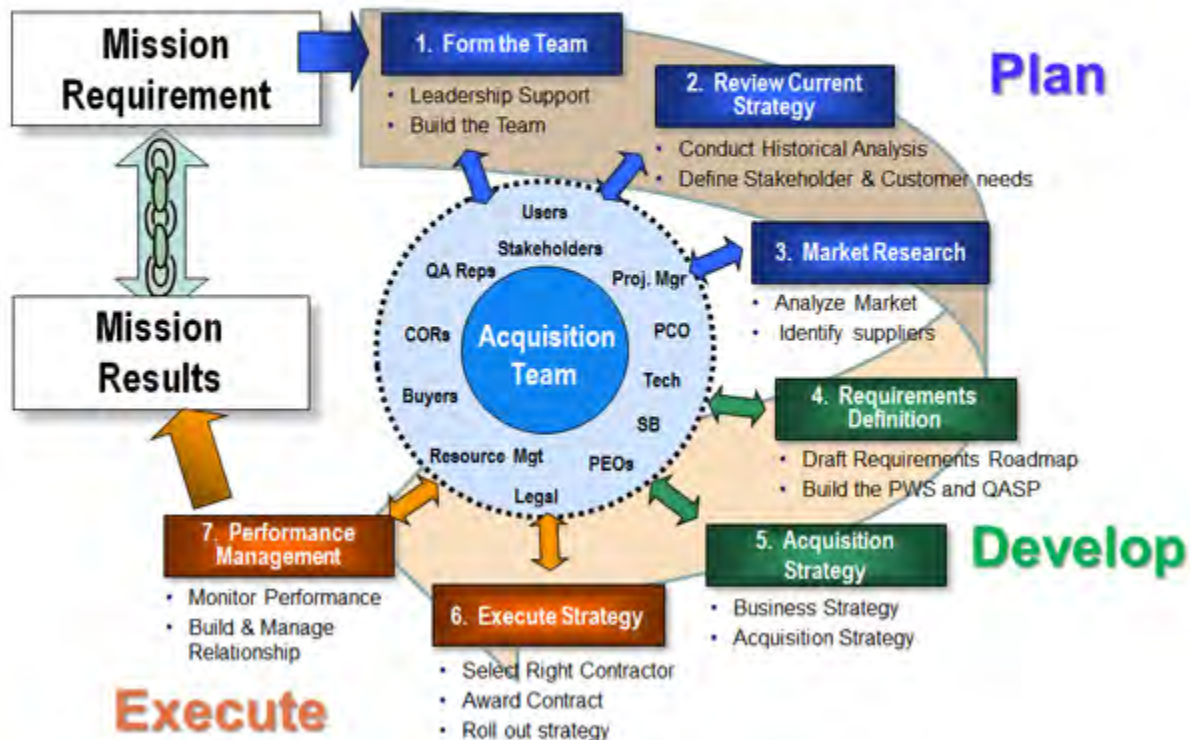 Mission
Requirement
1. Form the Team
• Leadership Support
• Build the Team
2. Review Current
Strategy
• Conduct Historical Analysis
• Define Stakeholder & Customer needs
Plan
3. Market Research
• Analyze Market
• Identify suppliers
4. Requirements
Definition
• Draft Requirements Roadmap
• Build the PWS and QASP
Develop
5. Acquisition
Strategy
• Business Strategy
• Acquisition Strategy
6. Execute Strategy
• Select Right Contractor
• Award Contract
• Roll out strategy
7. Performance
Management
• Monitor Performance
• Build & Manage
Relationship
Execute
Mission
Results
Acquisition
Team
Users
Stakeholders
QA Reps
Proj. Mgr
CORs
PCO
Tech
Buyers
SB
Resource Mgt
PEOs
Legal